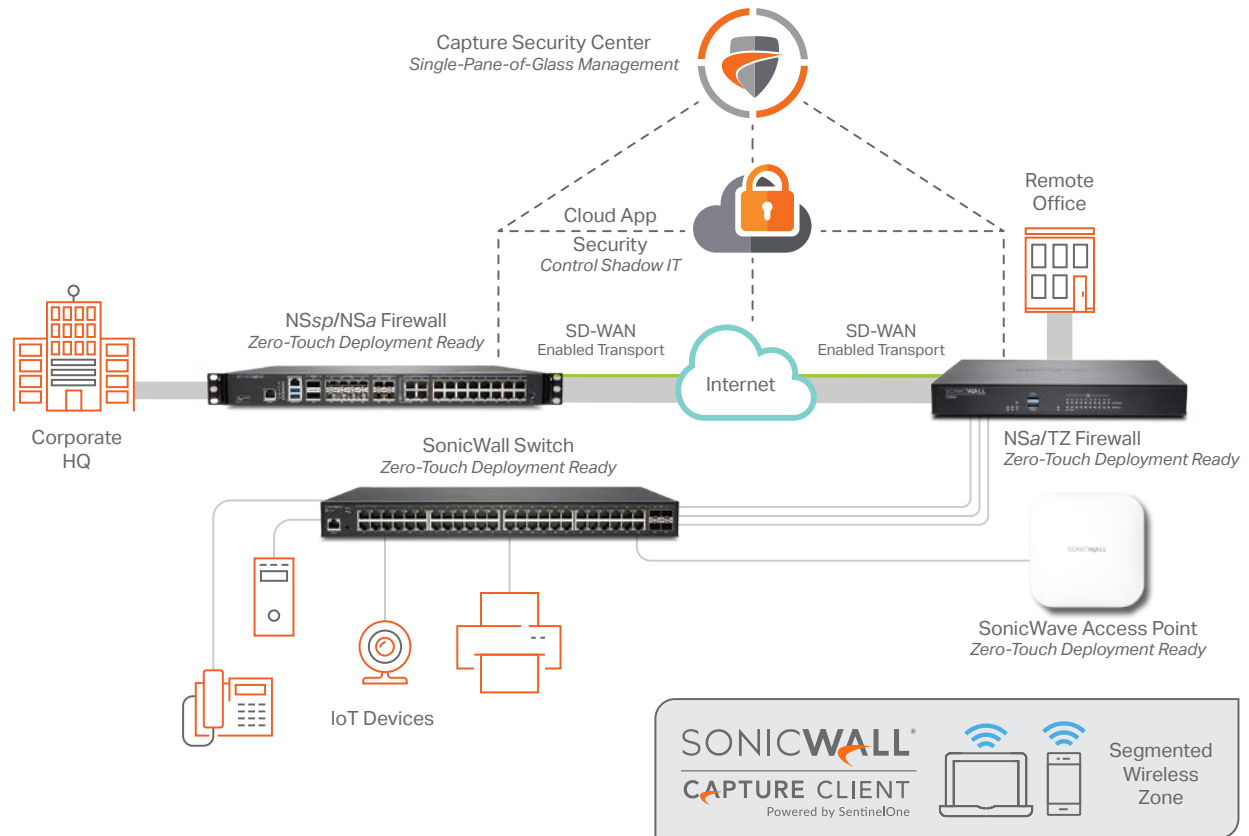 Capture Security Center
Single-Pane-of-Glass Management
Remote
Office
Cloud App
Security
Control Shadow IT
NSsp/NSa Firewall
Zero-Touch Deployment Ready
SD-WAN
Enabled Transport
Internet
SD-WAN
Enabled Transport
SONICWALL
Corporate
HQ
SonicWall Switch
Zero-Touch Deployment Ready
NSa/TZ Firewall
Zero-Touch Deployment Ready
SONICWALL
SonicWave Access Point
Zero-Touch Deployment Ready
IoT Devices
SONICWALL®
CAPTURE CLIENT
Powered by SentinelOne
Segmented
Wireless
Zone